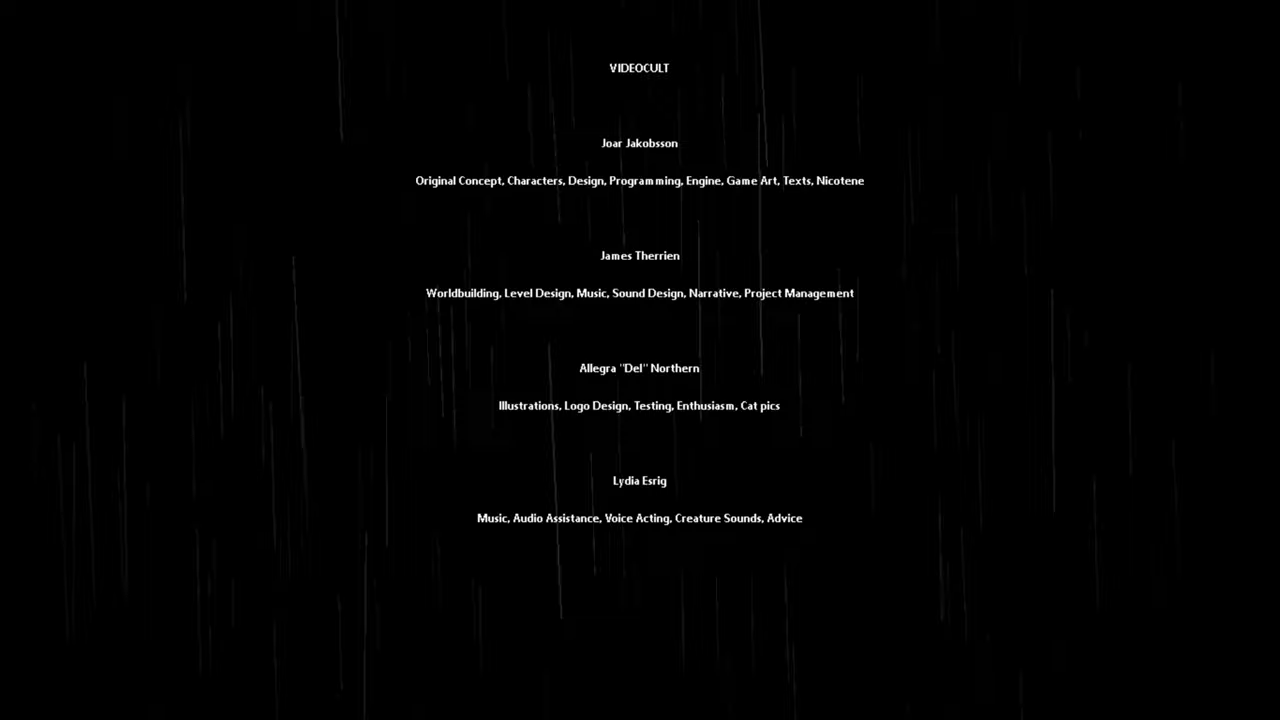 VIDEOCULT
Joar Jakobsson
Original Concept, Characters, Design, Programming, Engine, Game Art, Texts, Nicotene
James Therrien
Worldbuilding, Level Design, Music, Sound Design, Narrative, Project Management
Allegra "Del" Northern
Illustrations, Logo Design, Testing, Enthusiasm, Cat pics
Lydia Esrig
Music, Audio Assistance, Voice Acting, Creature Sounds, Advice